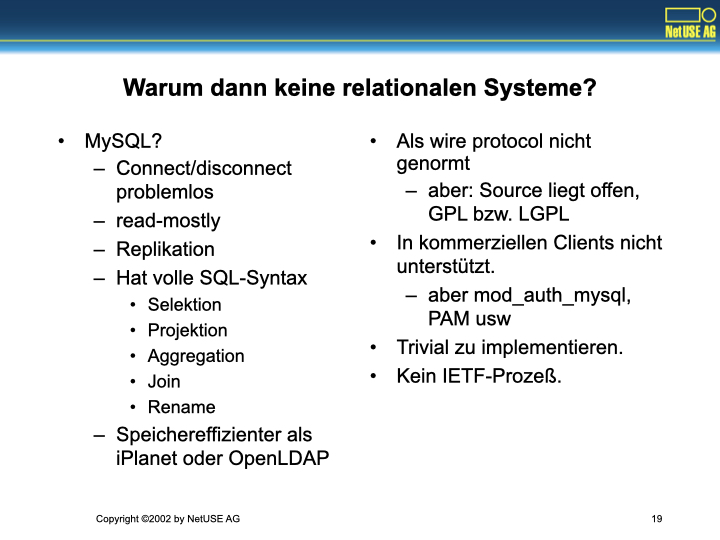 NetUSE AG
Warum dann keine relationalen Systeme?
• MySQL?
– Connect/disconnect
problemlos
– read-mostly
– Replikation
– Hat volle SQL-Syntax
• Selektion
• Projektion
• Aggregation
• Join
• Rename
– Speichereffizienter als
iPlanet oder OpenLDAP
• Als wire protocol nicht
genormt
– aber: Source liegt offen,
GPL bzw. LGPL
• In kommerziellen Clients nicht
unterstützt.
– aber mod_auth_mysql,
PAM usw
• Trivial zu implementieren.
• Kein IETF-Prozeß.
Copyright ©2002 by NetUSE AG
19